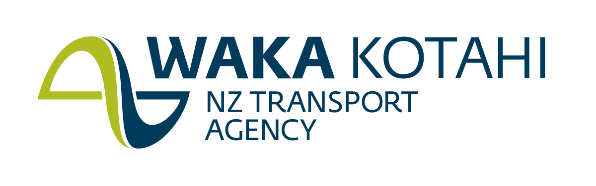 WAKA KOTAHI
NZ TRANSPORT
AGENCY